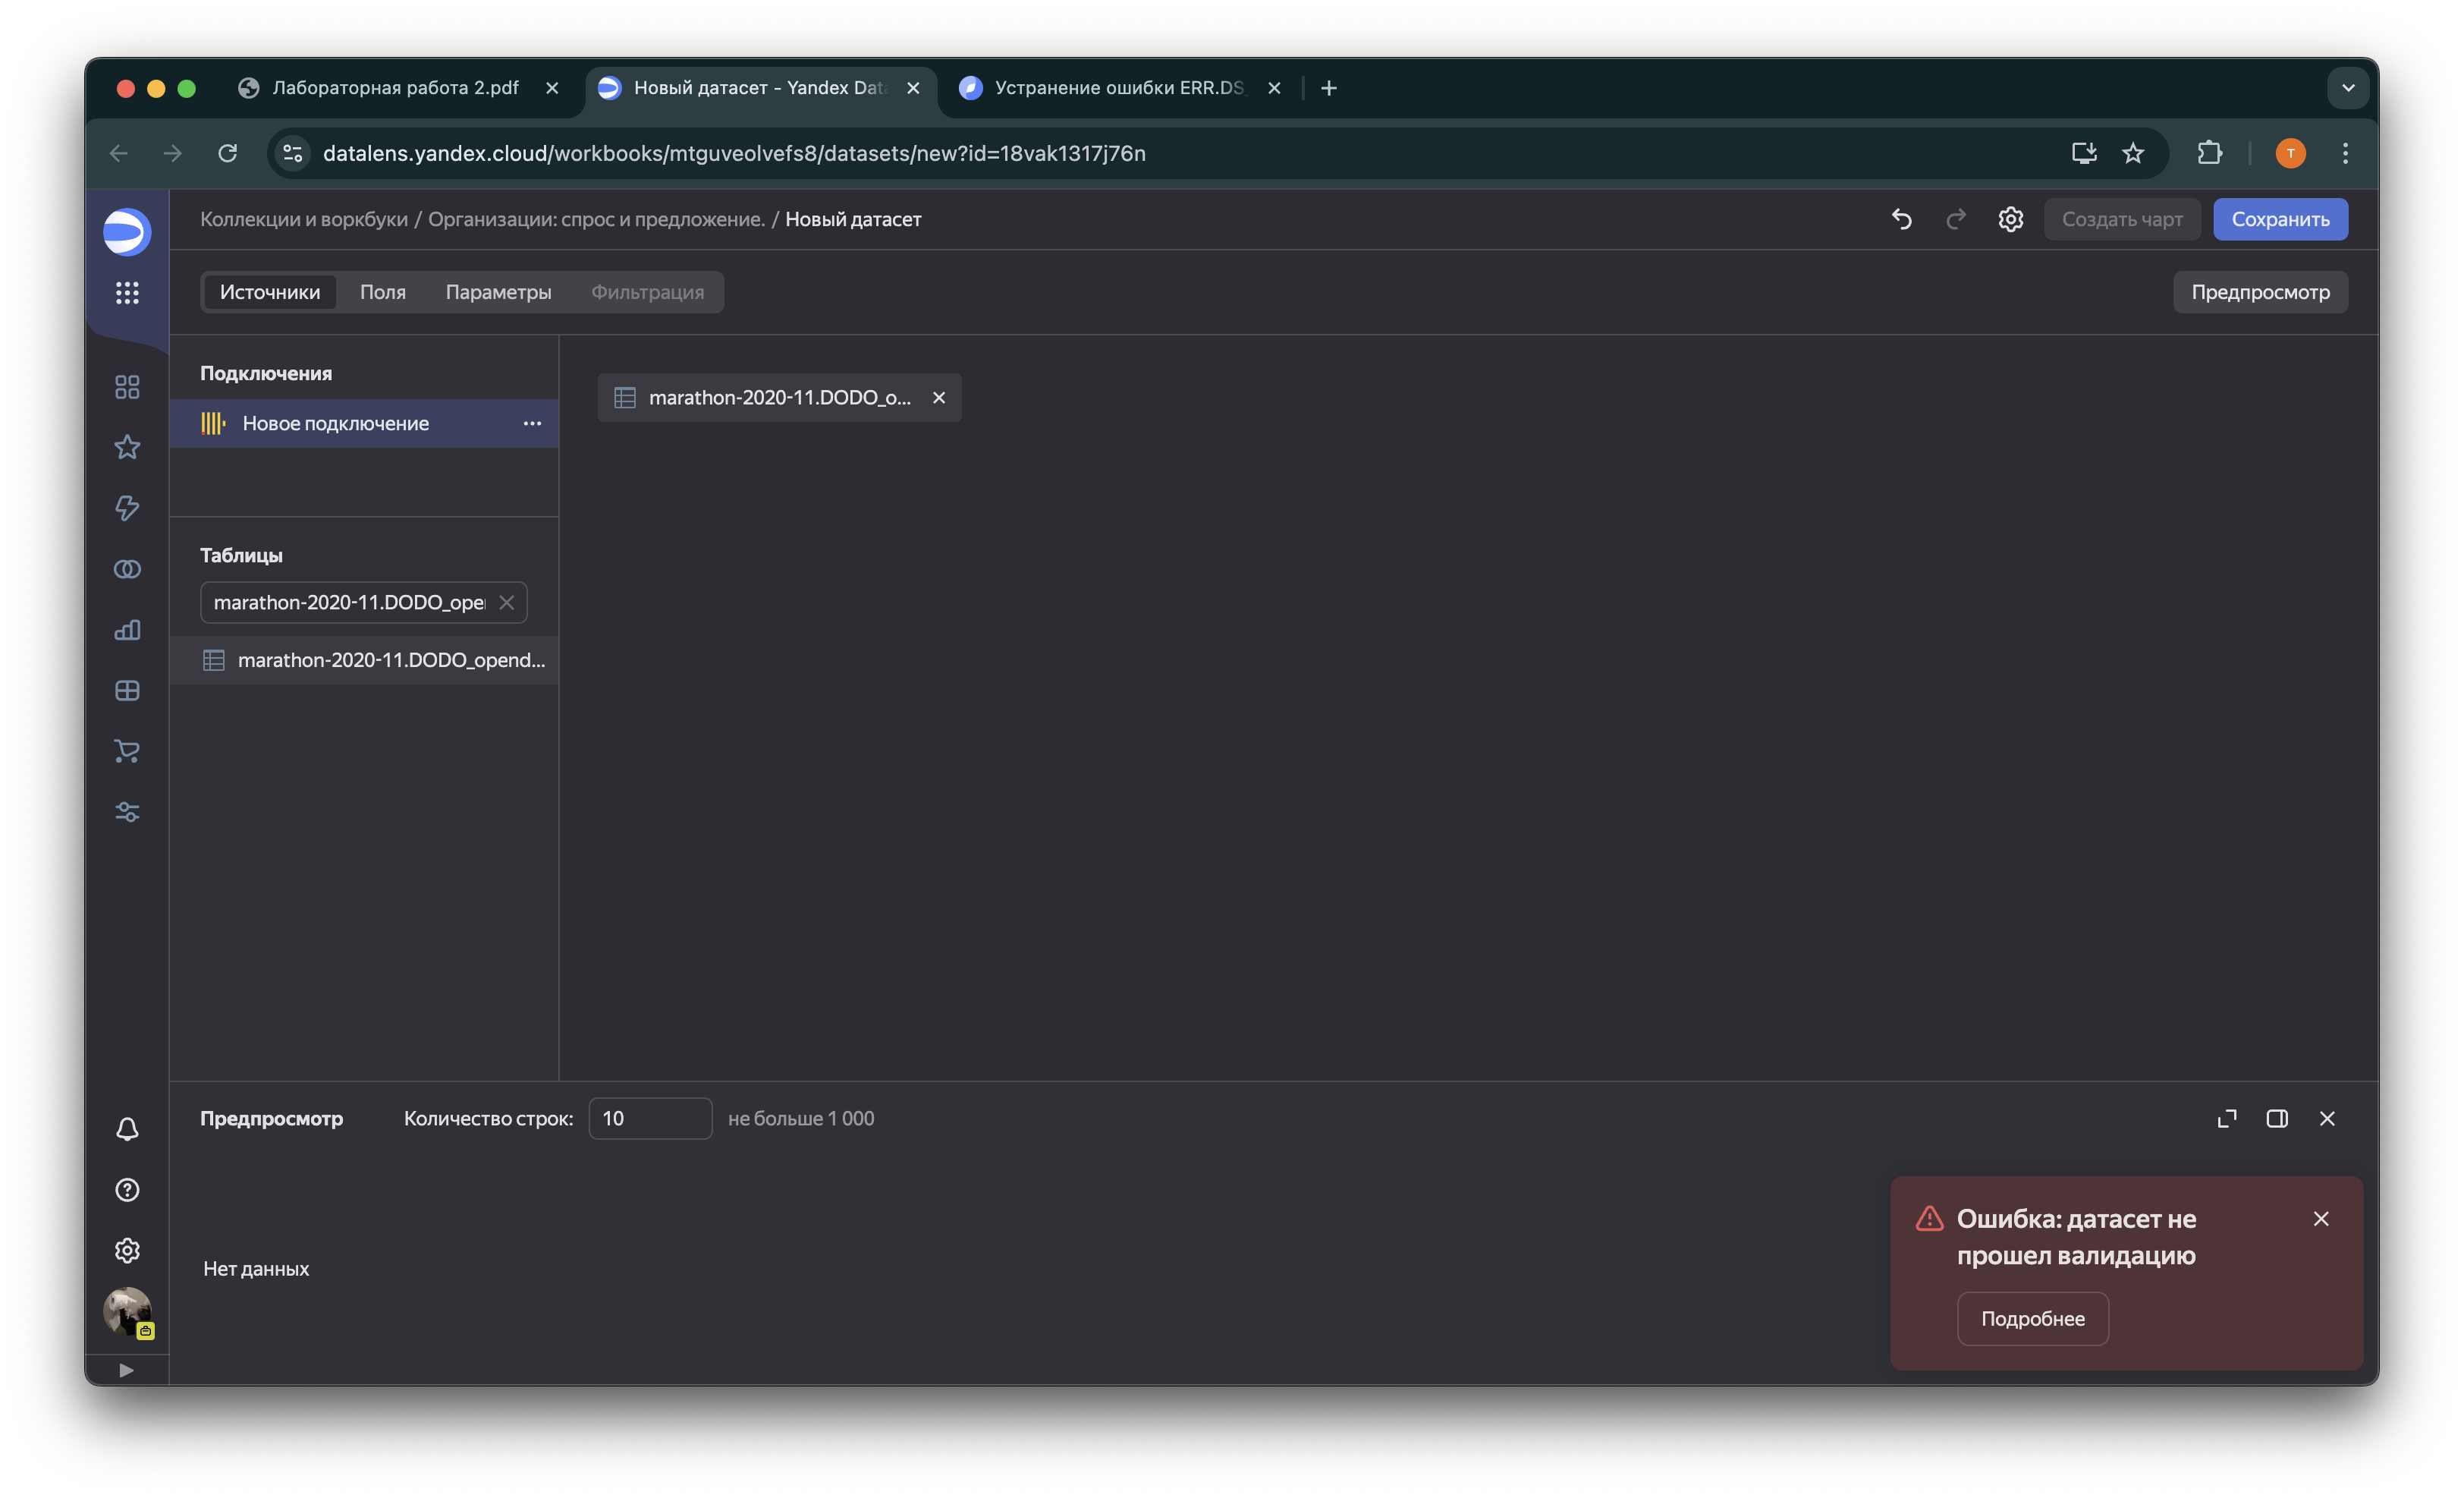 Лабораторная работа 2.pdf
Новый датасет - Yandex Dat
Устранение ошибки ERR.DS_
datalens.yandex.cloud/workbooks/mtguveolvefs8/datasets/new?id=18vak1317j76n
T
Коллекции и воркбуки / Организации: спрос и предложение. / Новый датасет
Создать чарт
Сохранить
Источники
Поля
Параметры
Фильтрация
Предпросмотр
Подключения
Новое подключение
marathon-2020-11.DODO_o...
Таблицы
marathon-2020-11.DODO_ope
marathon-2020-11.DODO_opend...
Предпросмотр
Количество строк:
10
не больше 1 000
Нет данных
Ошибка: датасет не
прошел валидацию
Подробнее